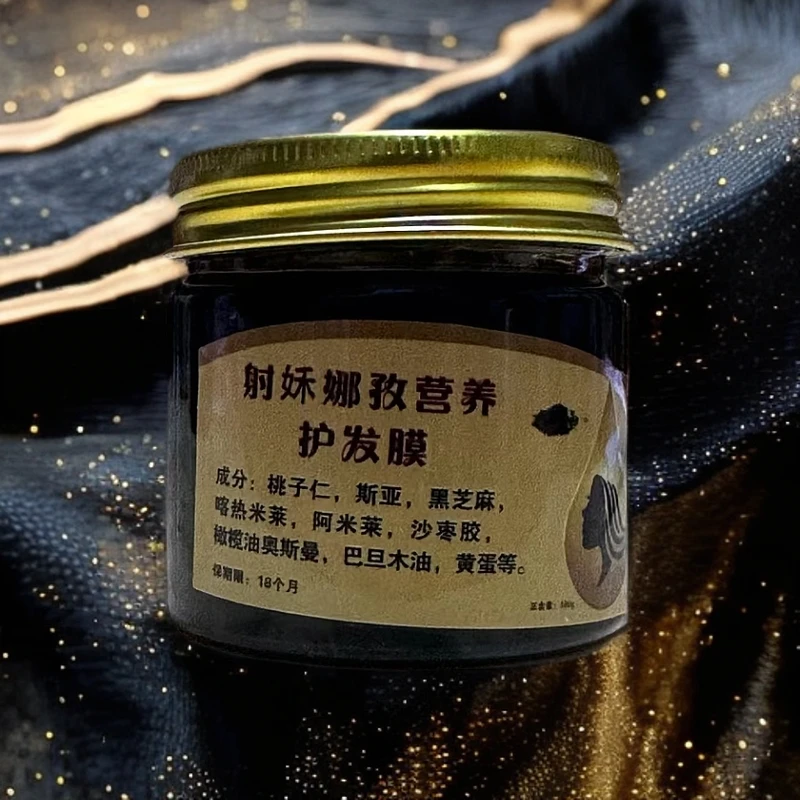 射妖娜孜营养
护发膜
成分：桃子仁，斯亚，黑芝麻，
喀热米莱，阿米莱，沙枣胶，
橄榄油奥斯曼，巴旦木油，黄蛋等。
保期限：18个月